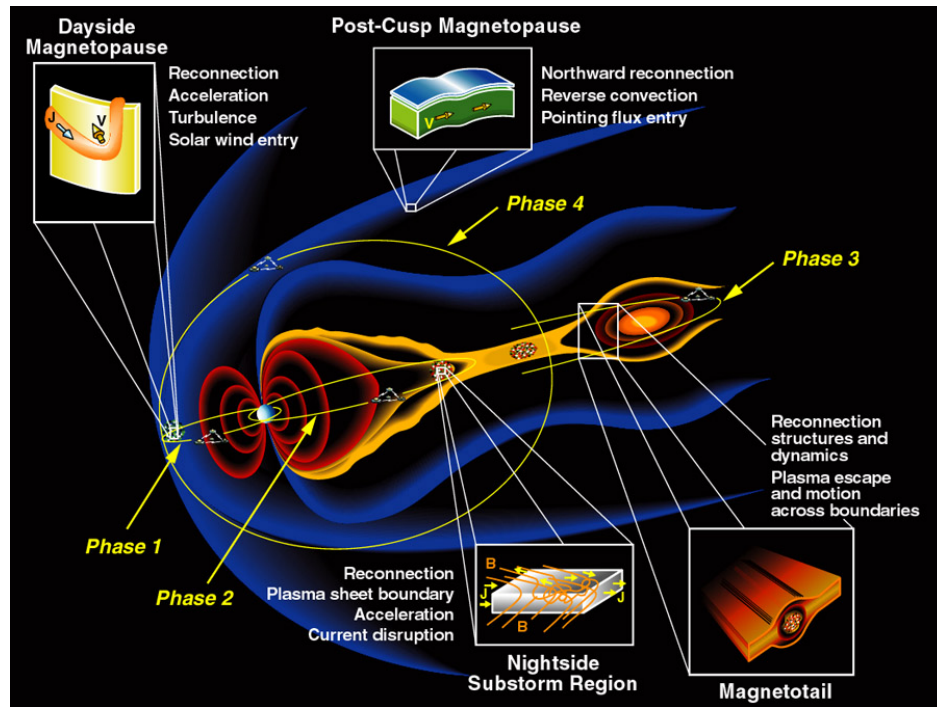 Dayside
Magnetopause
Reconnection
Acceleration
Turbulence
Solar wind entry
J
V
Post-Cusp Magnetopause
Northward reconnection
Reverse convection
Pointing flux entry
V
Phase 4
Phase 3
Phase 1
Phase 2
Reconnection
structures and
dynamics
Plasma escape
and motion
across boundaries
Reconnection
Plasma sheet boundary
Acceleration
Current disruption
B
J
J
B
Nightside
Substorm Region
Magnetotail